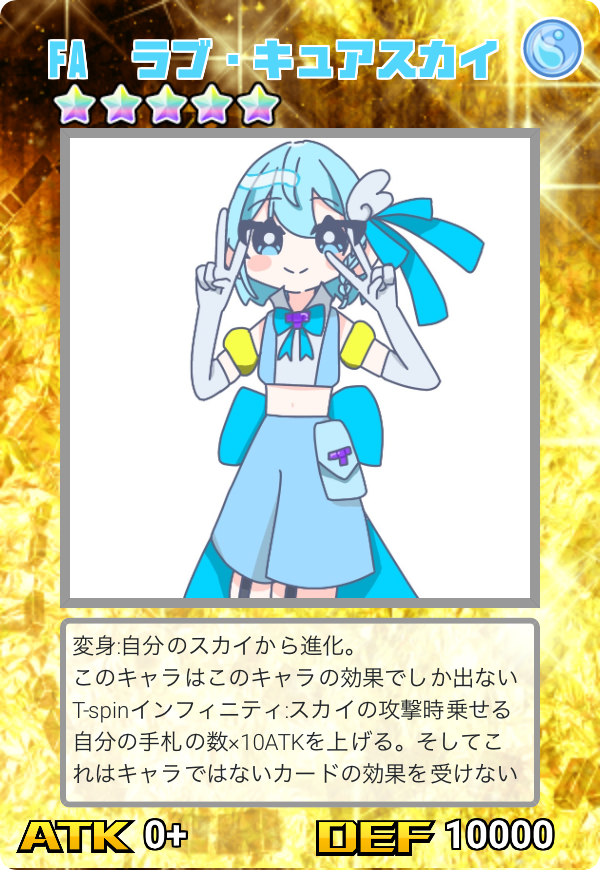 FA ラブ・キュアスカイ
変身:自分のスカイから進化。
このキャラはこのキャラの効果でしか出ない
T-spinインフィニティ:スカイの攻撃時乗せる
自分の手札の数×10ATKを上げる。そしてこ
れはキャラではないカードの効果を受けない
ATK 0+ DEF 10000